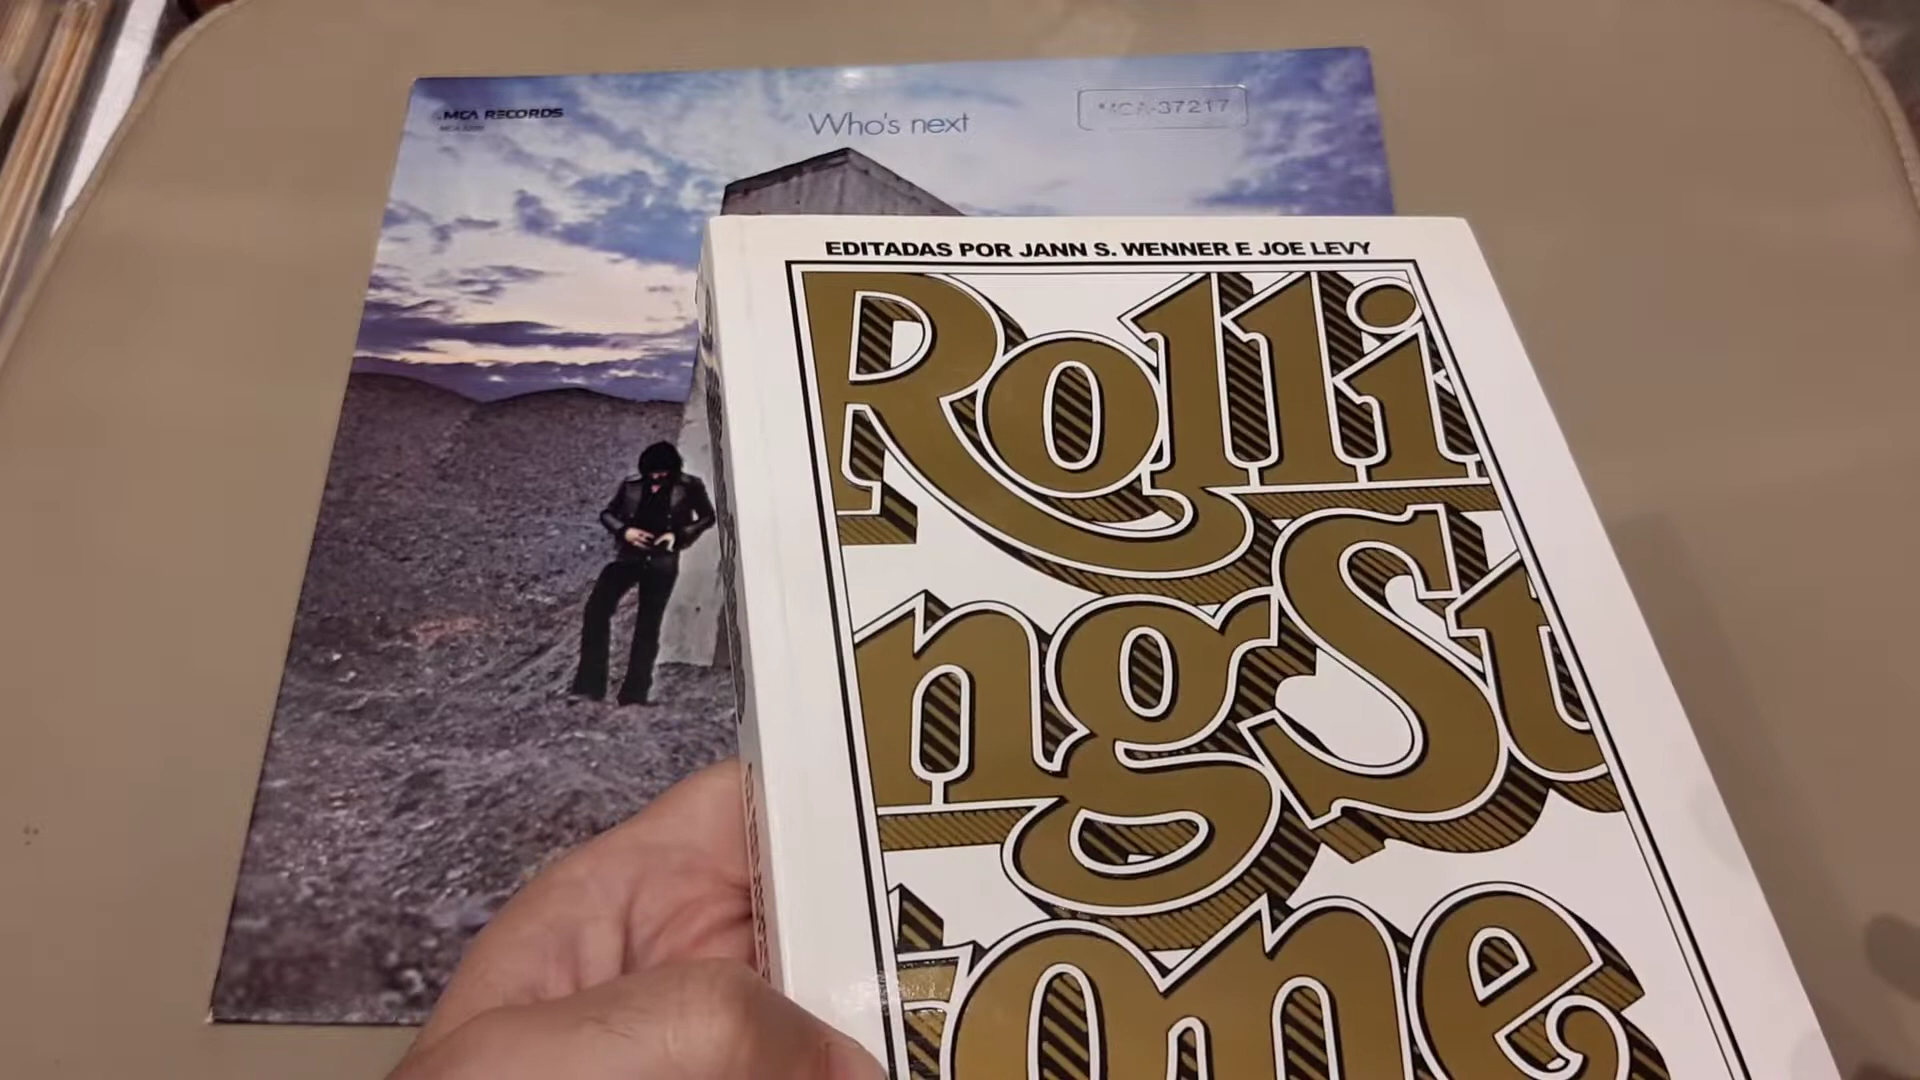 MCA RECORDS
Who's next
MCA-37217
EDITADAS POR JANN S. WENNER E JOE LEVY
Rolli
ngSt
one